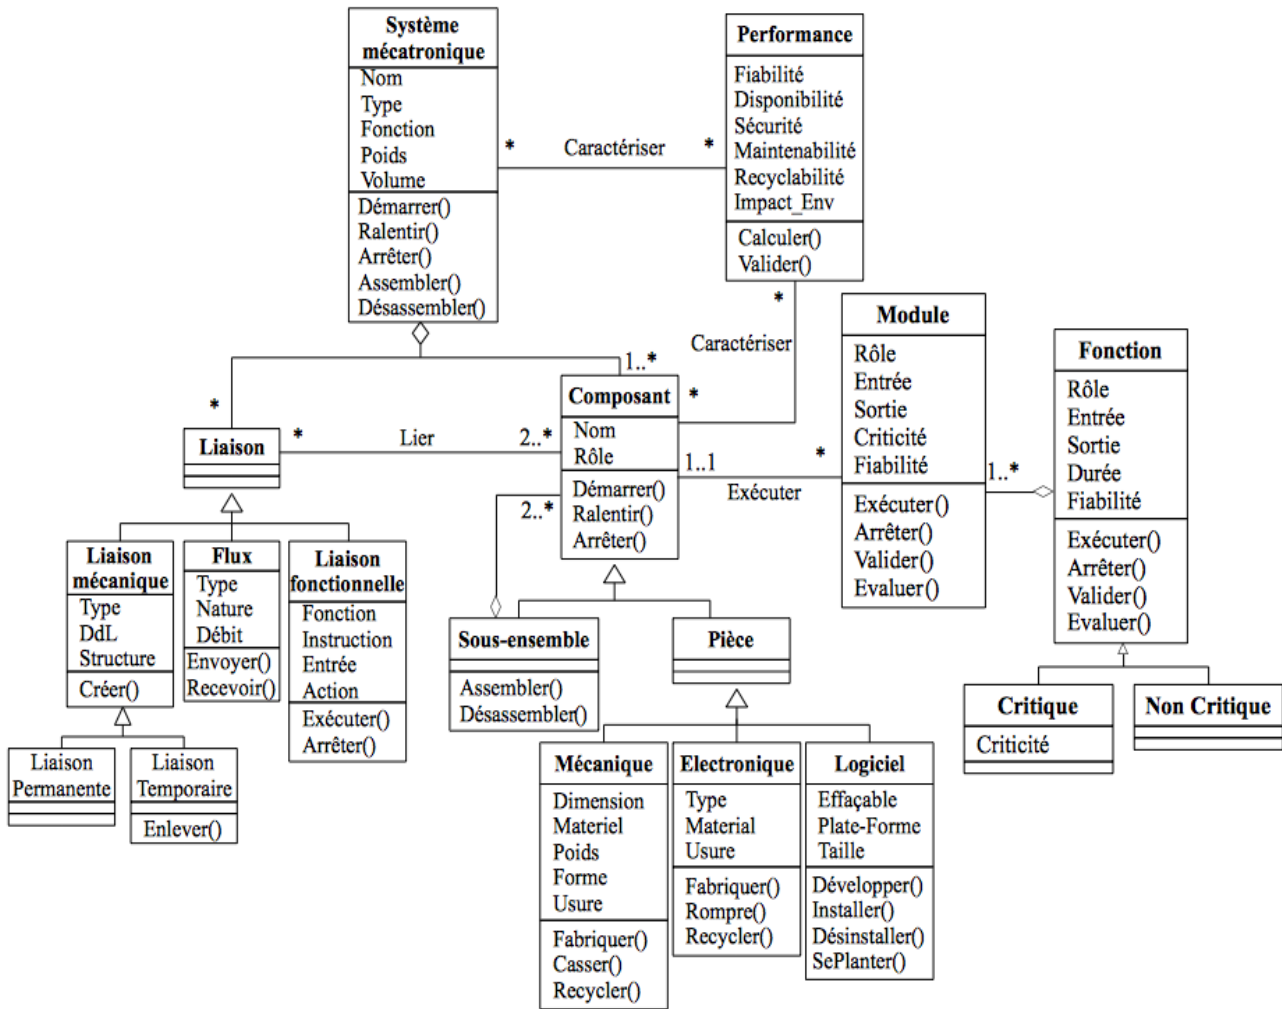 Système
mécatronique
Nom
Type
Fonction
Poids
Volume
Démarrer()
Ralentir()
Arrêter()
Assembler()
Désassembler()
Performance
Fiabilité
Disponibilité
Sécurité
Maintenabilité
Recyclabilité
Impact_Env
Calculer()
Valider()
* Caractériser *
*
Caractériser
*
Module
Rôle
Entrée
Sortie
Criticité
Fiabilité
Exécuter()
Arrêter()
Valider()
Evaluer()
Fonction
Rôle
Entrée
Sortie
Durée
Fiabilité
Exécuter()
Arrêter()
Valider()
Evaluer()
1..*
1..*
*
Composant
Nom
Rôle
Démarrer()
Ralentir()
Arrêter()
Liaison
* Lier 2..*
1..1 *
Exécuter
2..*
Liaison
mécanique
Type
DdL
Structure
Créer()
Flux
Type
Nature
Débit
Envoyer()
Recevoir()
Liaison
fonctionnelle
Fonction
Instruction
Entrée
Action
Exécuter()
Arrêter()
Sous-ensemble
Assembler()
Désassembler()
Pièce
Critique
Criticité
Non Critique
Liaison
Permanente
Liaison
Temporaire
Enlever()
Mécanique
Dimension
Materiel
Poids
Forme
Usure
Fabriquer()
Casser()
Recycler()
Electronique
Type
Material
Usure
Fabriquer()
Rompre()
Recycler()
Logiciel
Effaçable
Plate-Forme
Taille
Développer()
Installer()
Désinstaller()
SePlanter()